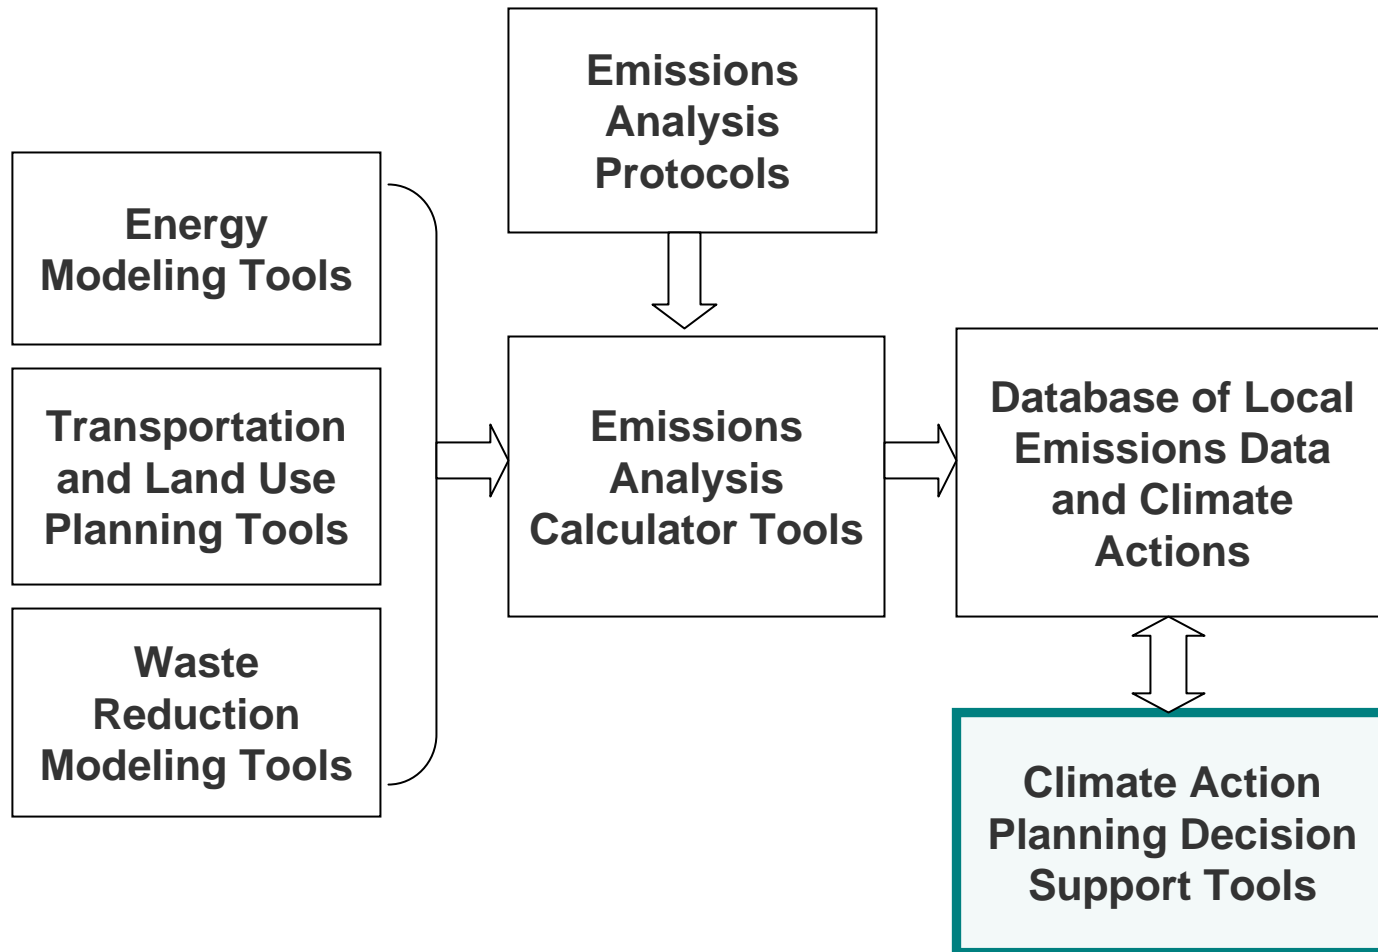 Emissions
Analysis
Protocols
Energy
Modeling Tools
Transportation
and Land Use
Planning Tools
Waste
Reduction
Modeling Tools
Emissions
Analysis
Calculator Tools
Database of Local
Emissions Data
and Climate
Actions
Climate Action
Planning Decision
Support Tools